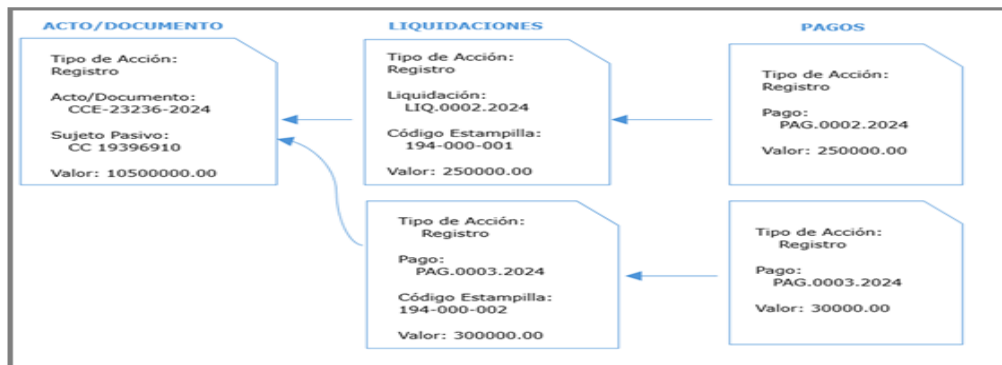 ACTO/DOCUMENTO
Tipo de Acción:
Registro
Acto/Documento:
CCE-23236-2024
Sujeto Pasivo:
CC 19396910
Valor: 10500000.00
LIQUIDACIONES
Tipo de Acción:
Registro
Liquidación:
LIQ.0002.2024
Código Estampilla:
194-000-001
Valor: 250000.00
Tipo de Acción:
Registro
Pago:
PAG.0003.2024
Código Estampilla:
194-000-002
Valor: 300000.00
PAGOS
Tipo de Acción:
Registro
Pago:
PAG.0002.2024
Valor: 250000.00
Tipo de Acción:
Registro
Pago:
PAG.0003.2024
Valor: 30000.00